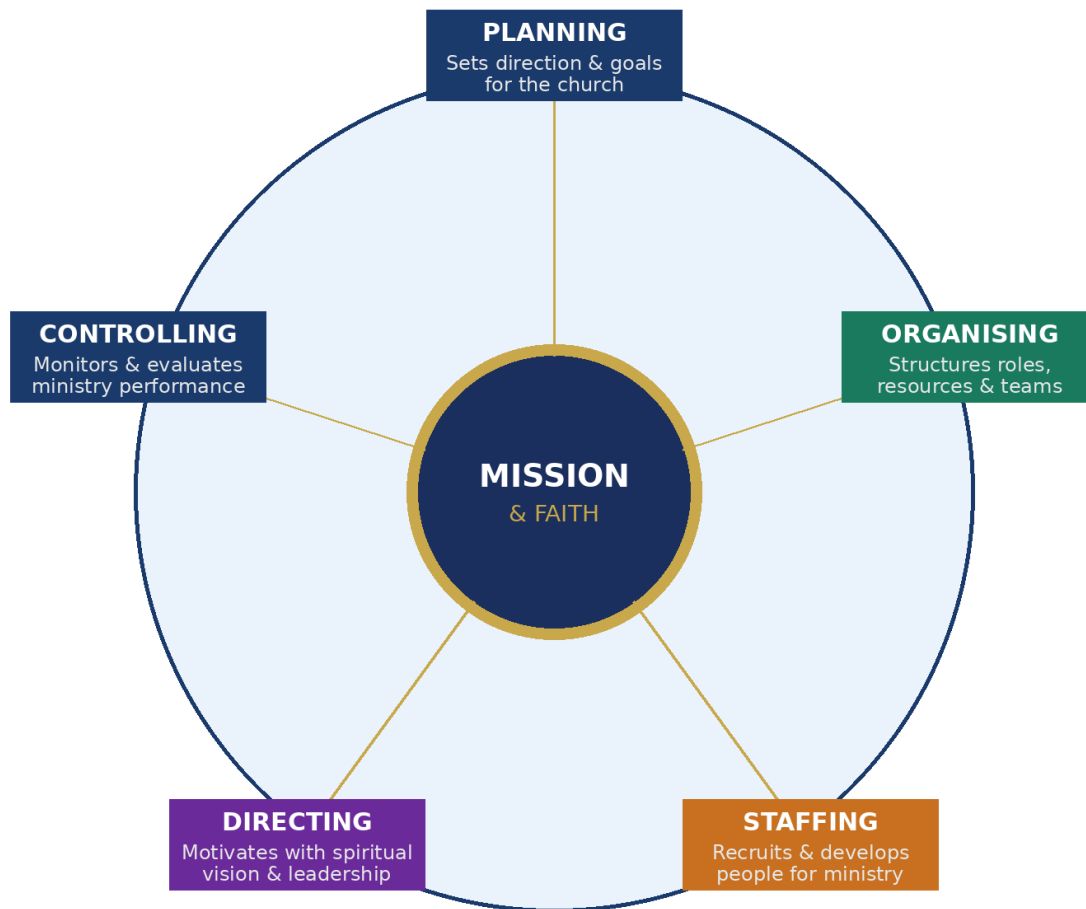 PLANNING
Sets direction & goals
for the church
CONTROLLING
Monitors & evaluates
ministry performance
ORGANISING
Structures roles,
resources & teams
MISSION
& FAITH
DIRECTING
Motivates with spiritual
vision & leadership
STAFFING
Recruits & develops
people for ministry